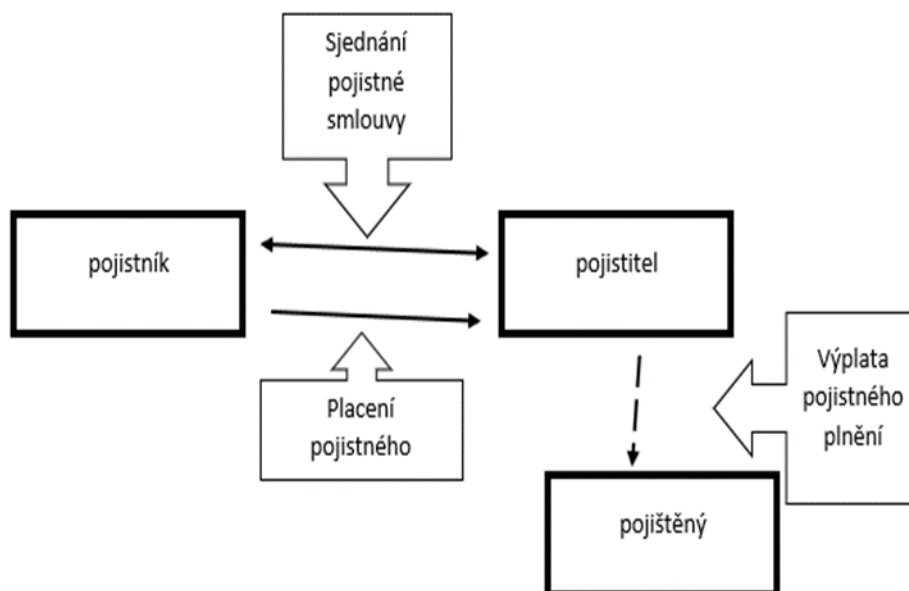 Sjednání
pojistné
smlouvy
pojistník
pojistitel
Placení
pojistného
Výplata
pojistného
plnění
pojištěný